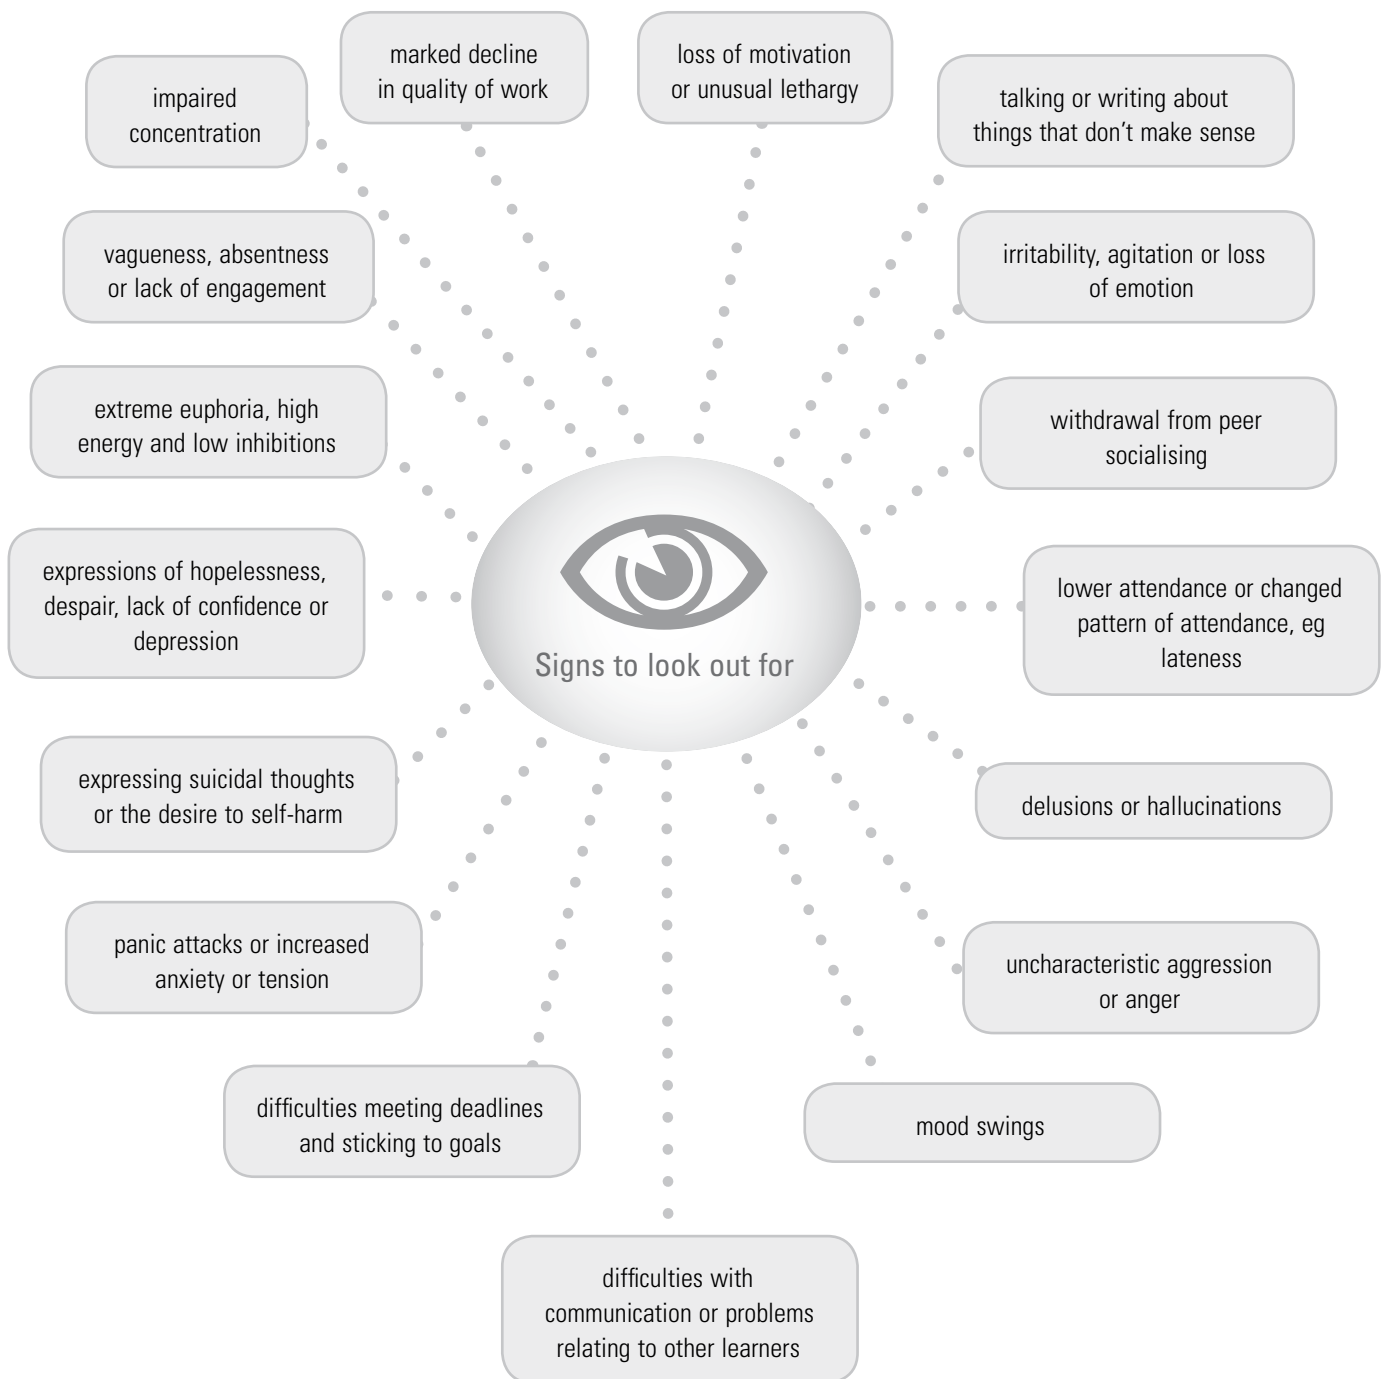 marked decline
in quality of work
loss of motivation
or unusual lethargy
impaired
concentration
talking or writing about
things that don't make sense
vagueness, absentness
or lack of engagement
irritability, agitation or loss
of emotion
extreme euphoria, high
energy and low inhibitions
withdrawal from peer
socialising
expressions of hopelessness,
despair, lack of confidence or
depression
Signs to look out for
lower attendance or changed
pattern of attendance, eg
lateness
expressing suicidal thoughts
or the desire to self-harm
delusions or hallucinations
panic attacks or increased
anxiety or tension
uncharacteristic aggression
or anger
difficulties meeting deadlines
and sticking to goals
mood swings
difficulties with
communication or problems
relating to other learners